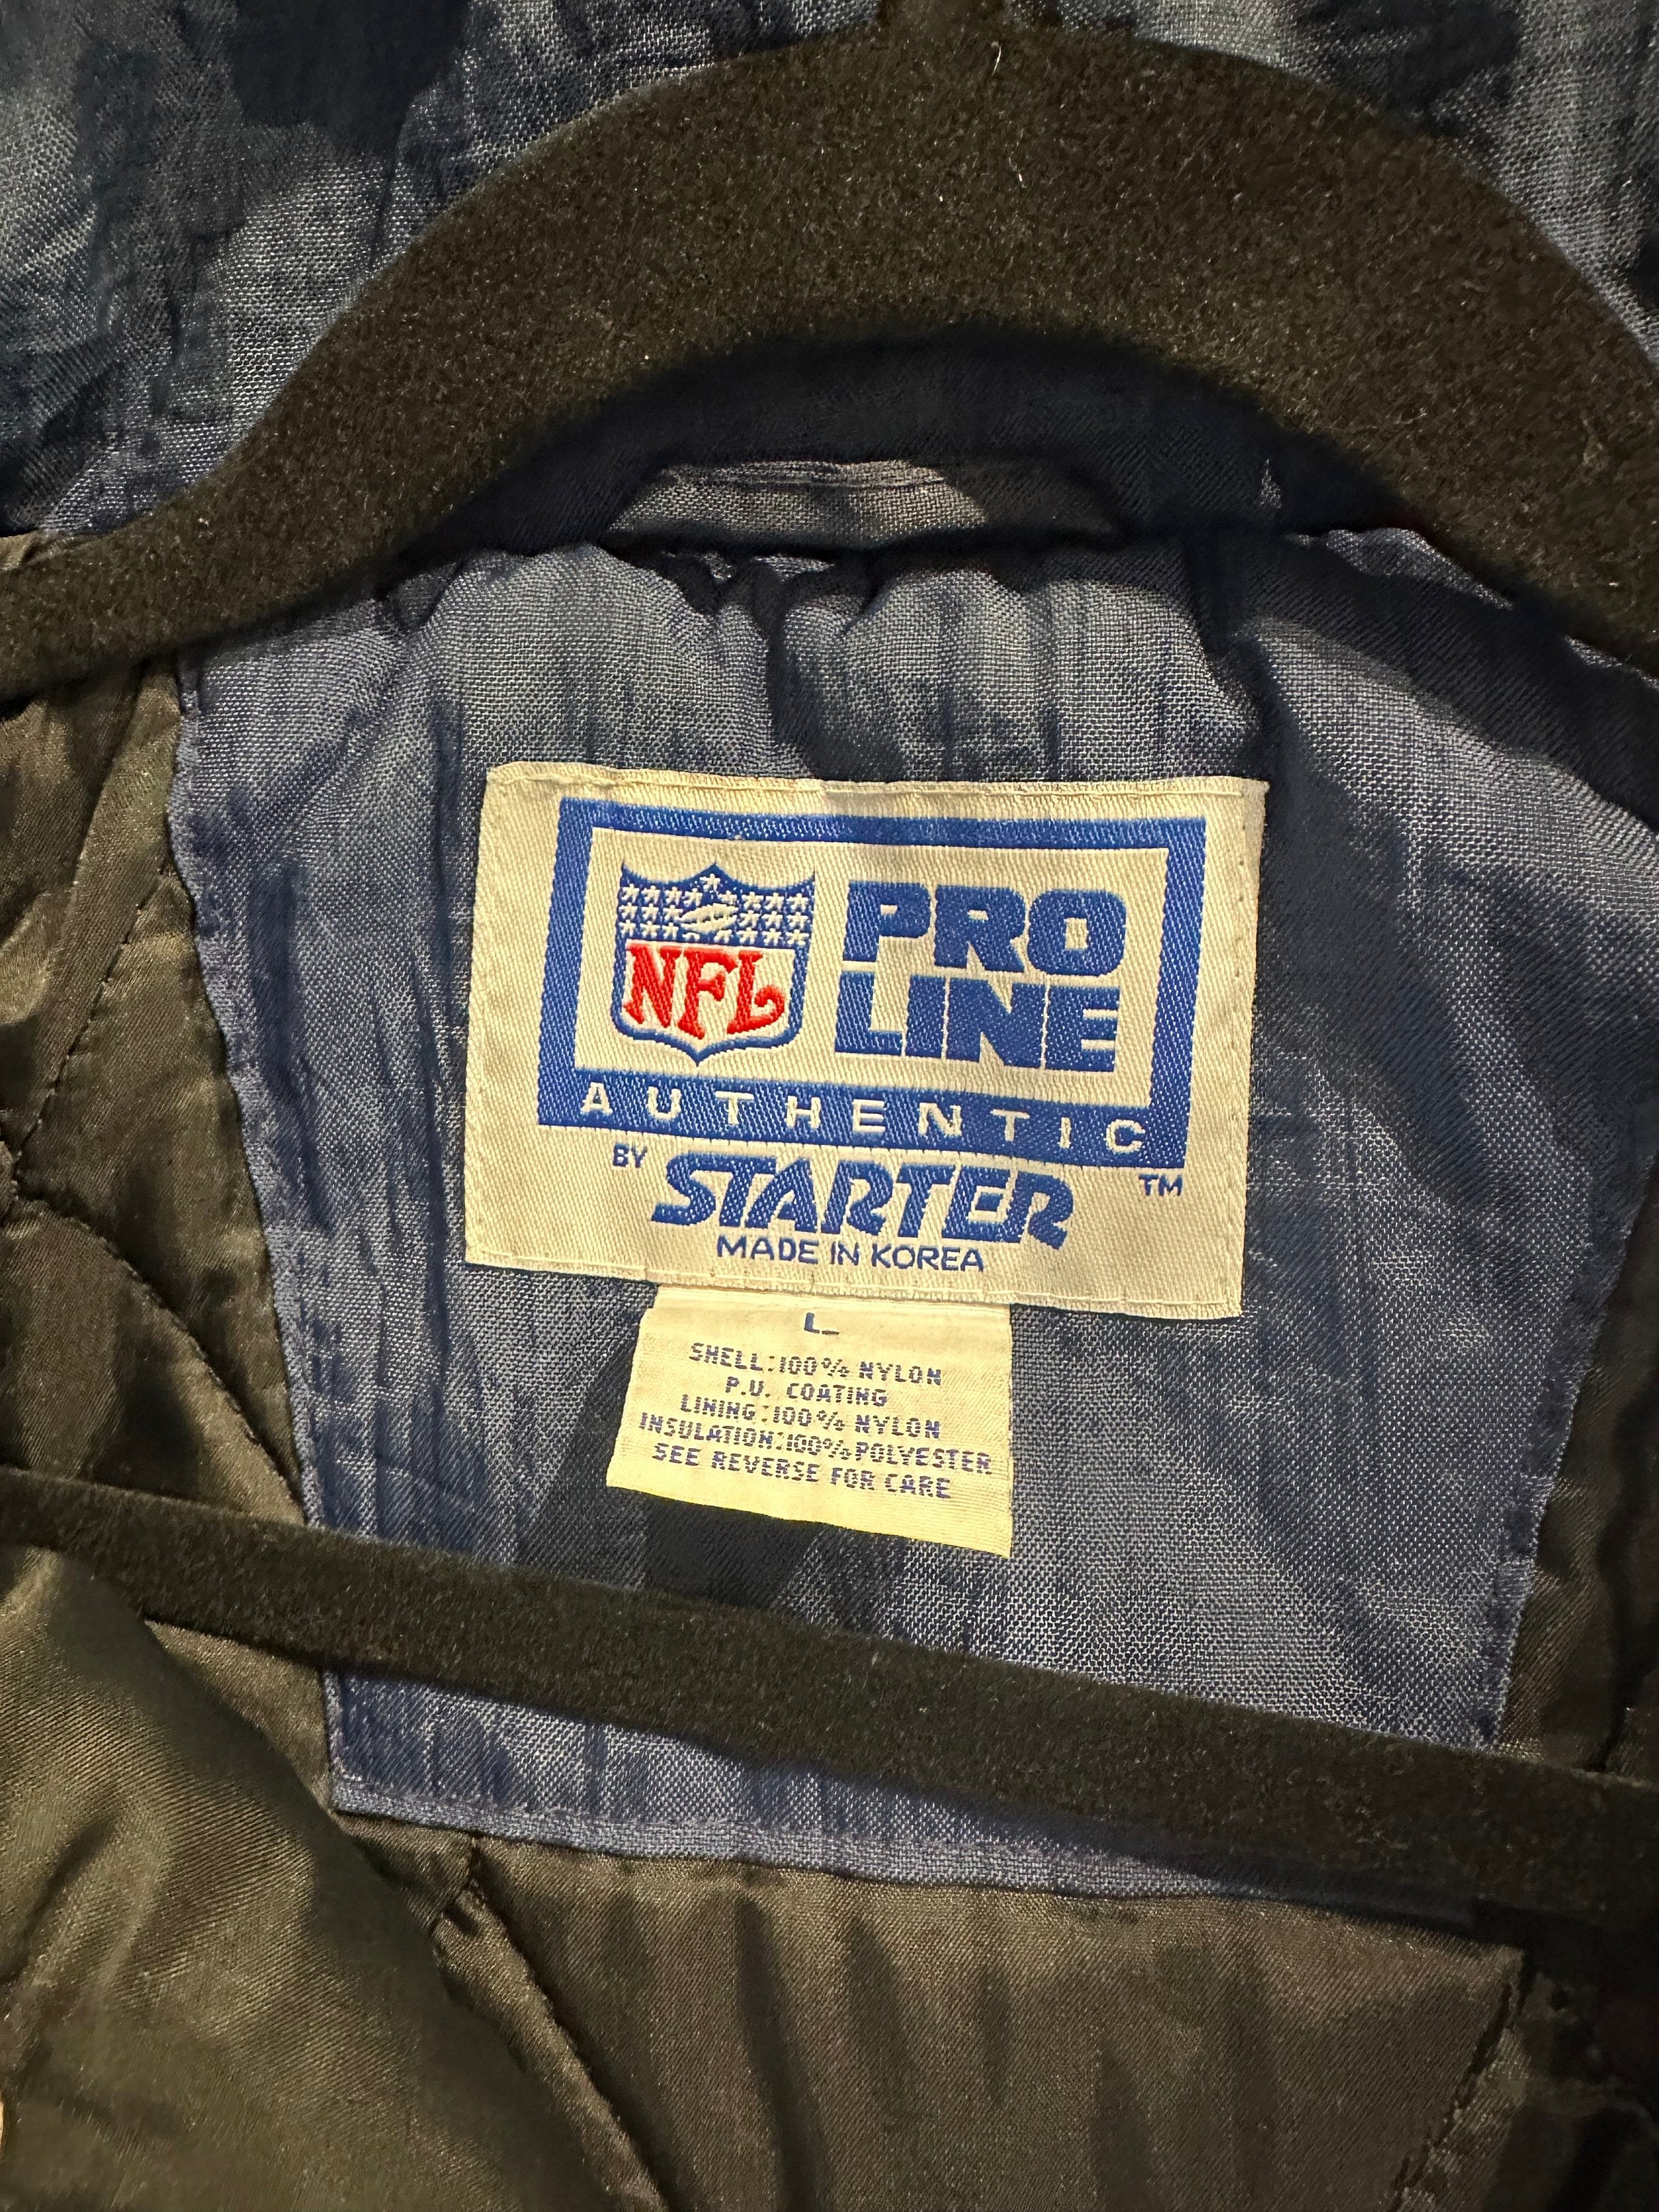 NFL
PRO
LINE
AUTHENTIC
BY STARTER TM
MADE IN KOREA
L
SHELL:100% NYLON
P.U. COATING
LINING:100% NYLON
INSULATION:100% POLYESTER
SEE REVERSE FOR CARE